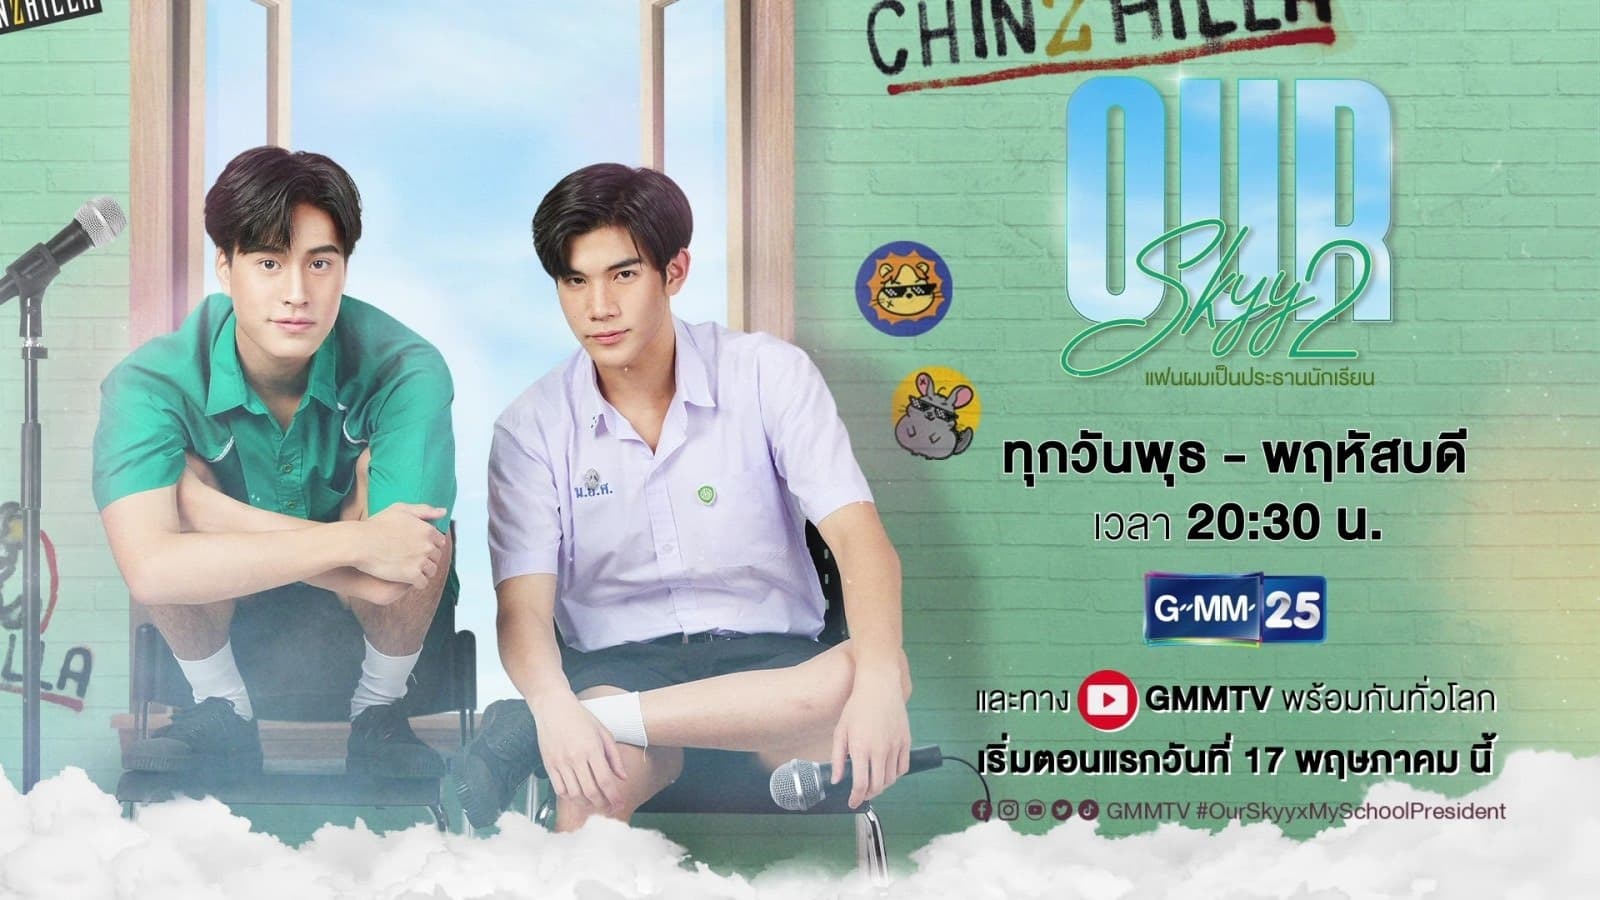 CHINZHILLA
OUR
Skyy2
แฟนผมเป็นประธานนักเรียน
ทุกวันพุธ - พฤหัสบดี
เวลา 20:30 น.
GMM 25
และทาง GMMTV พร้อมกันทั่วโลก
เริ่มตอนแรกวันที่ 17 พฤษภาคม นี้
GMMTV #OurSkyyxMySchoolPresident